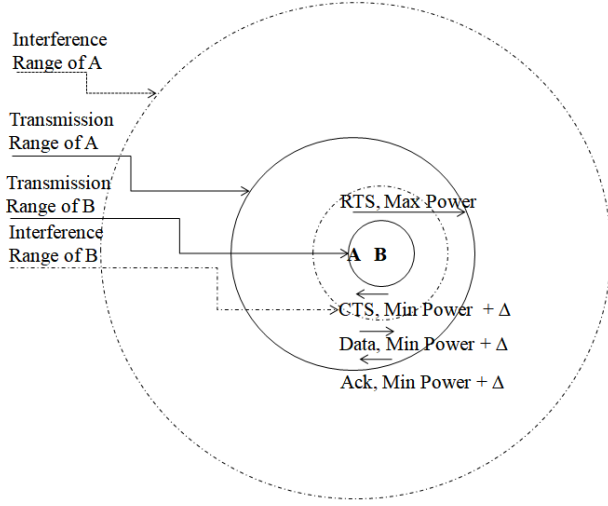 Interference
Range of A
Transmission
Range of A
Transmission
Range of B
Interference
Range of B
RTS, Max Power
A B
CTS, Min Power + Δ
Data, Min Power + Δ
Ack, Min Power + Δ